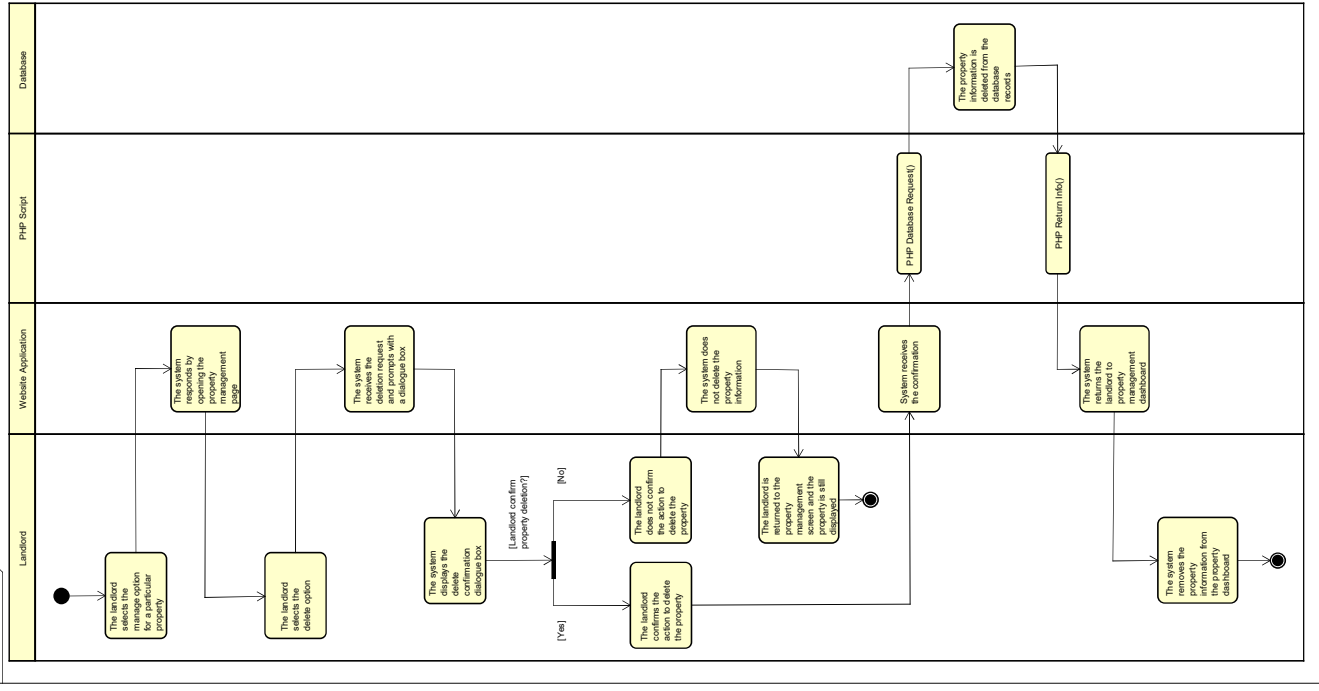 Database
PHP Script
Website Application
Landlord
The landlord
selects the
manage option
for a particular
property
The system
responds by
opening the
property
management
page
The landlord
selects the
delete option
The system
receives the
deletion request
and prompts with
a dialogue box
The system
displays the
delete
confirmation
dialogue box
[Landlord confirm
property deletion?]
[No]
[Yes]
The landlord
does not confirm
the action to
delete the
property
The landlord
confirms the
action to delete
the property
The system does
not delete the
property
information
The landlord is
returned to the
property
management
screen and the
property is still
displayed
System receives
the confirmation
PHP Database Request()
The property
information is
deleted from the
database
records
PHP Return Info()
The system
returns the
landlord to
property
management
dashboard
The system
removes the
property
information from
the property
dashboard